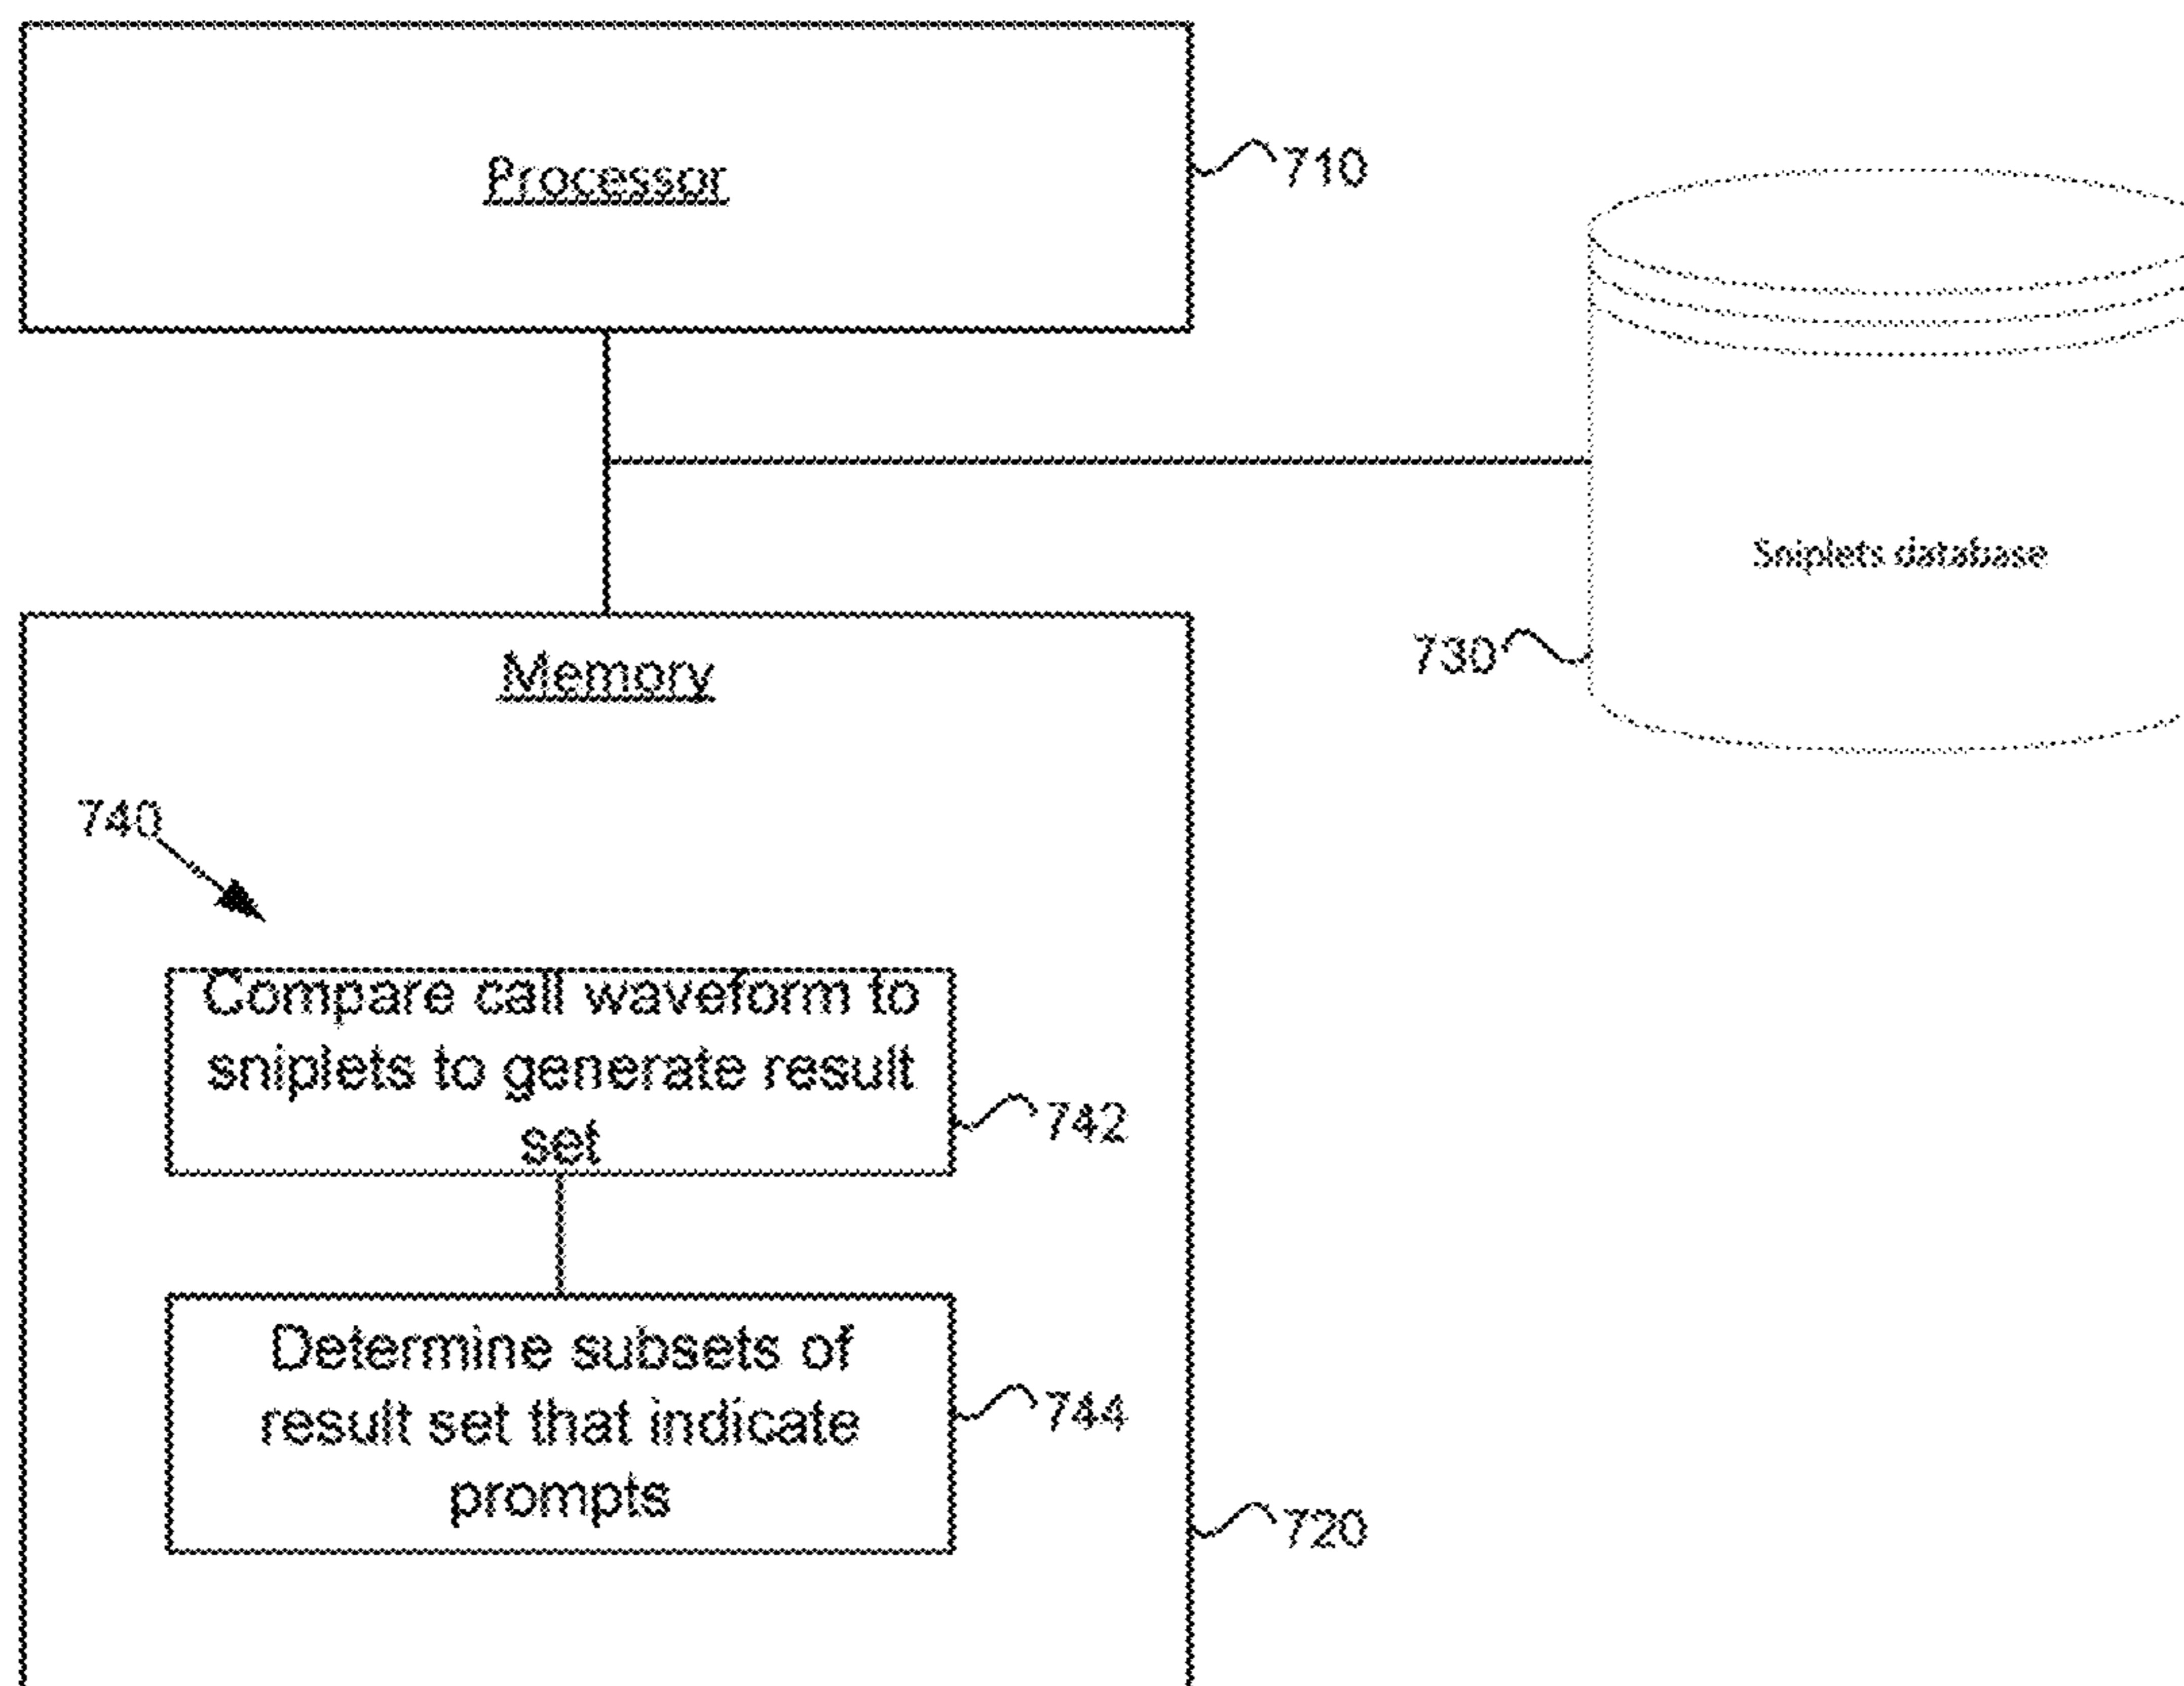 Processor
710
Sniplets database
730
Memory
740
Compare call waveform to
sniplets to generate result
set
742
Determine subsets of
result set that indicate
prompts
744
720